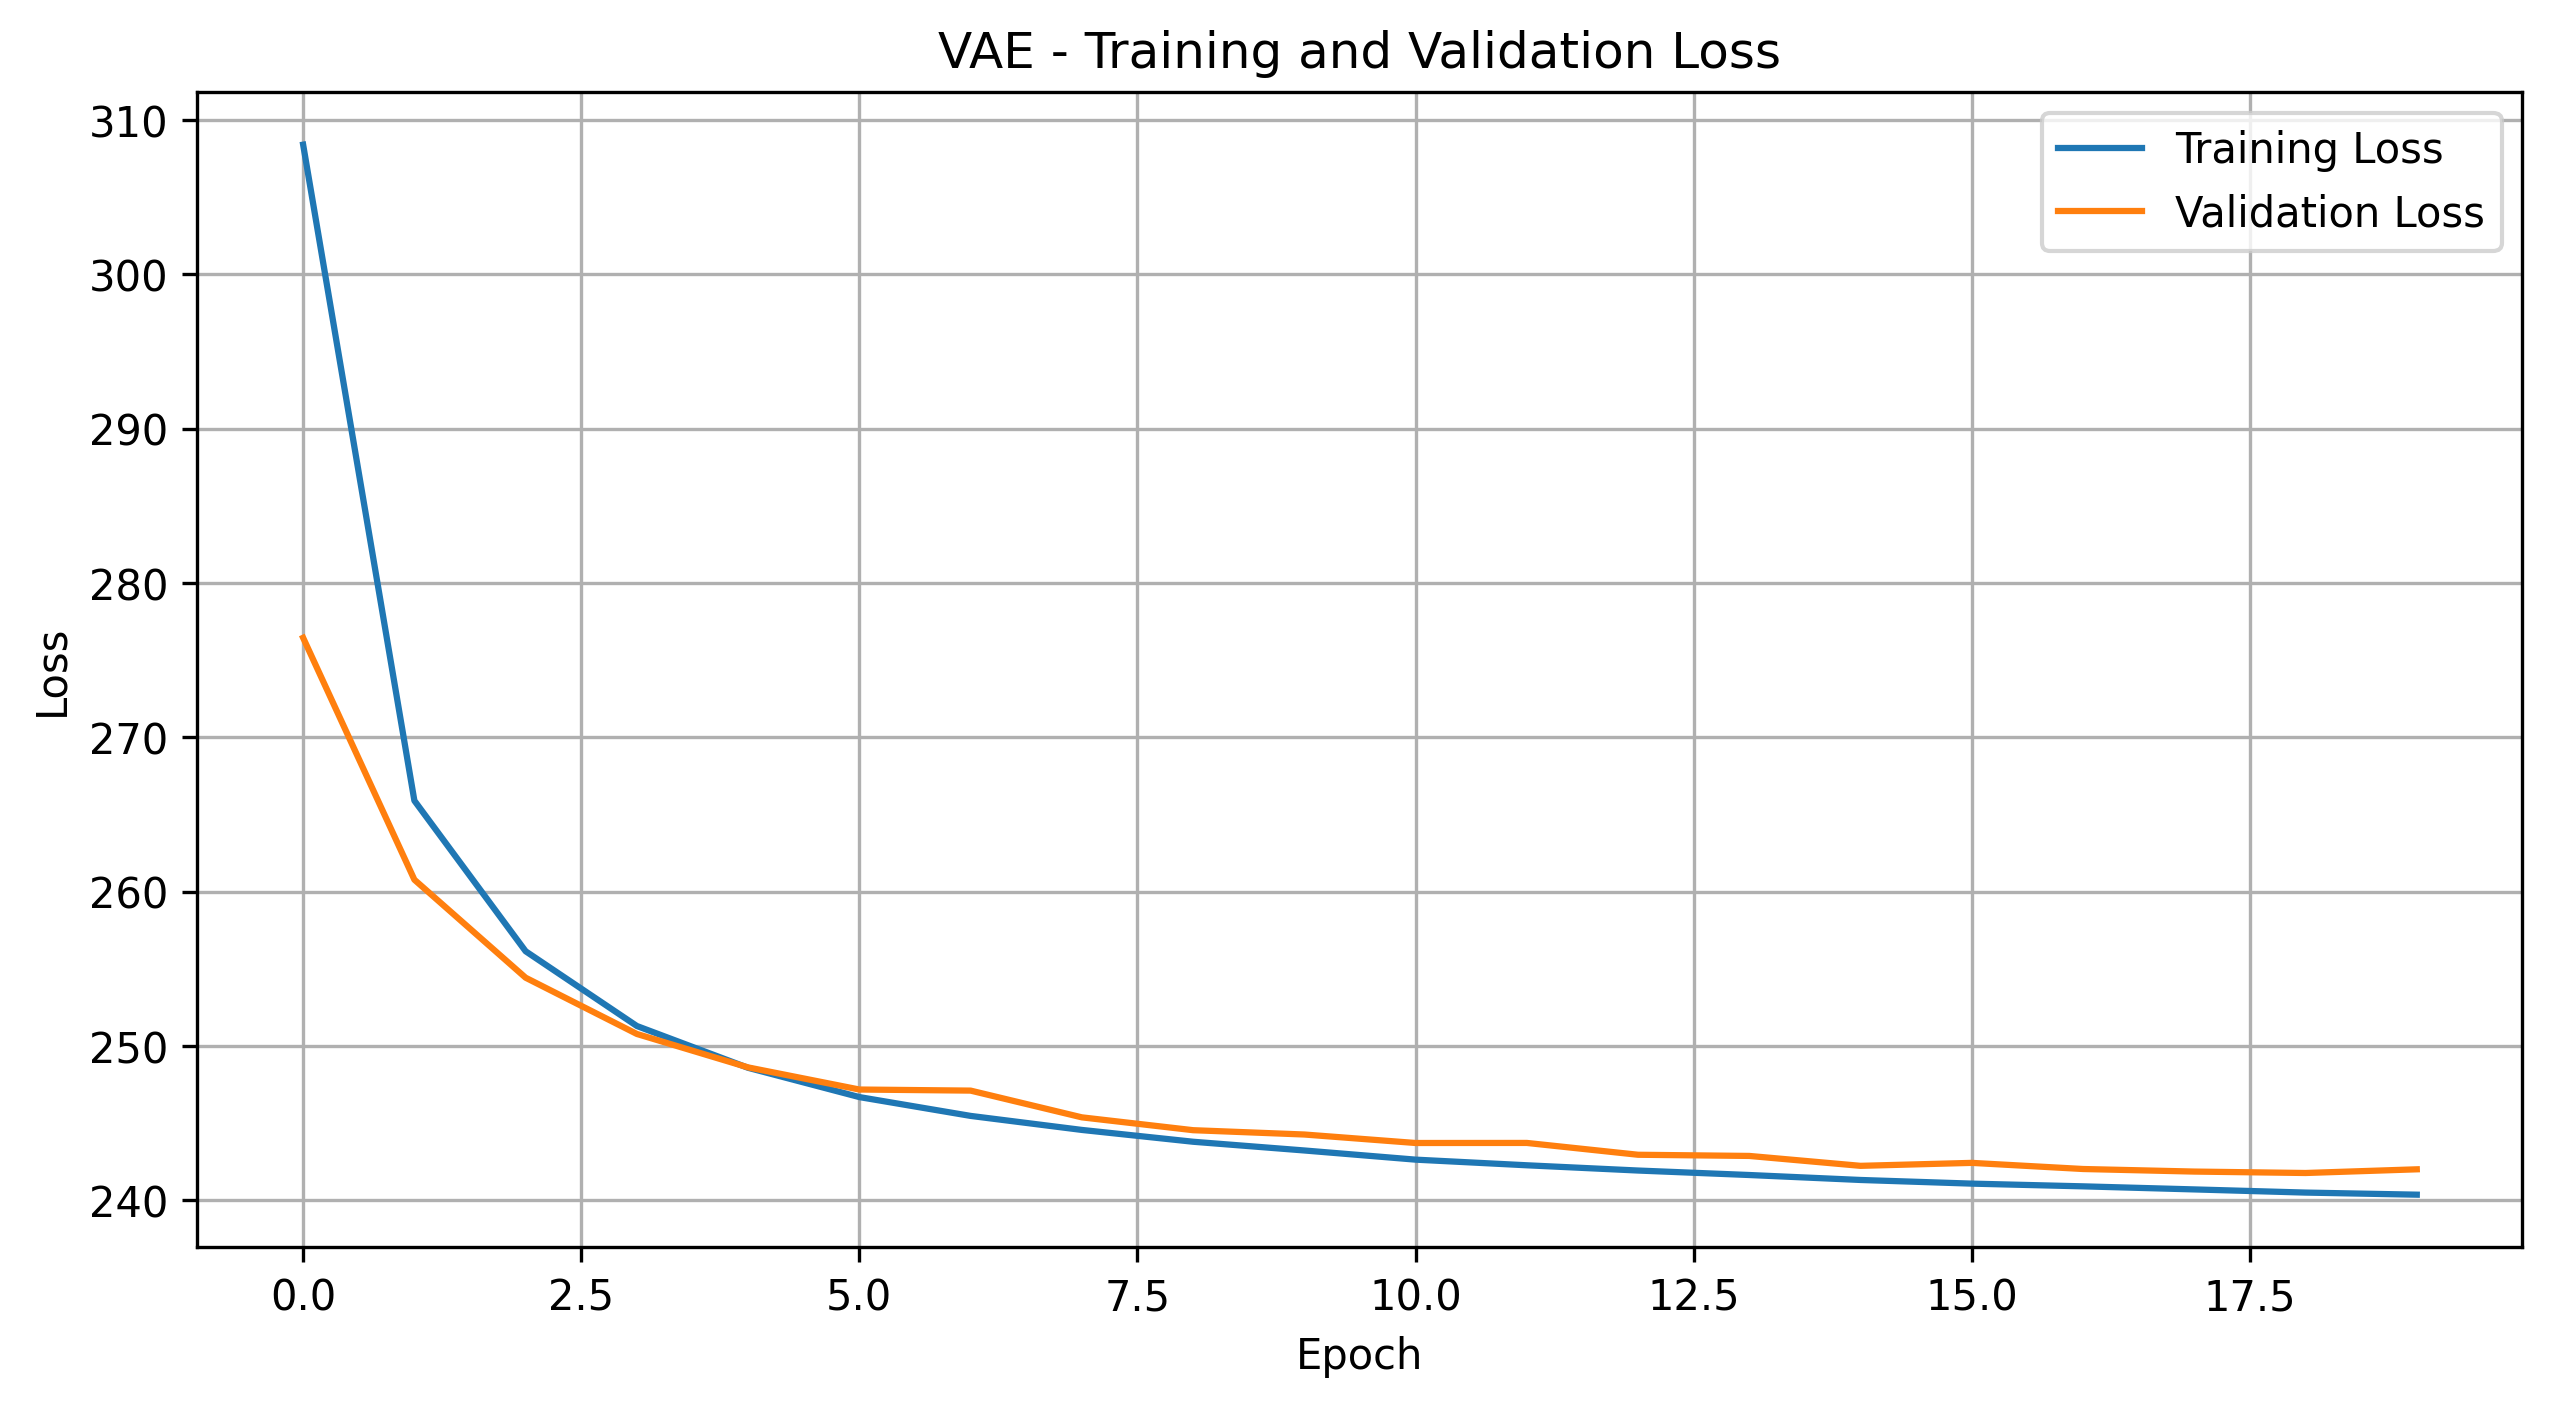 VAE - Training and Validation Loss
310
300
290
280
270
260
250
240
Loss
Training Loss
Validation Loss
0.0 2.5 5.0 7.5 10.0 12.5 15.0 17.5
Epoch